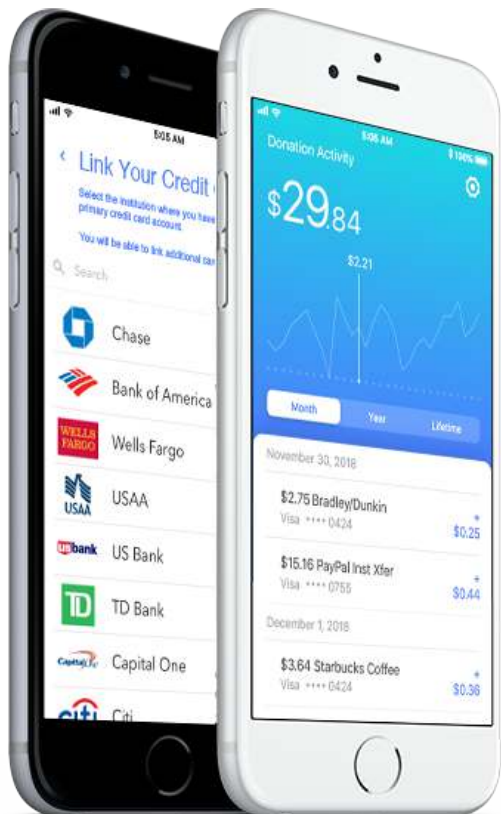 5:05 AM
Link Your Credit
Select the institution where you have
primary credit card account.
You will be able to link additional car
Search
Chase
Bank of America
WELLS
FARGO
Wells Fargo
USAA
USAA
usbank
US Bank
TD
TD Bank
Capital One
Capital One
citi
Citi
5:05 AM
100%
Donation Activity
$29.84
$2.21
Month
Year
Lifetime
November 30, 2018
$2.75 Bradley/Dunkin
Visa **** 0424
+
$0.25
$15.16 PayPal Inst Xfer
Visa **** 0755
+
$0.44
December 1, 2018
$3.64 Starbucks Coffee
Visa **** 0424
+
$0.36